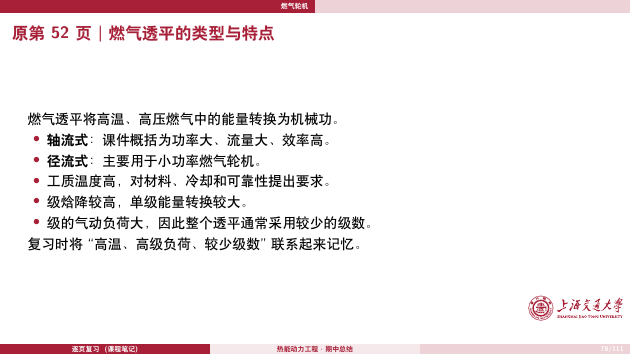 燃气轮机
原第 52 页 | 燃气透平的类型与特点
燃气透平将高温、高压燃气中的能量转换为机械功。
轴流式：课件概括为功率大、流量大、效率高。
径流式：主要用于小功率燃气轮机。
工质温度高，对材料、冷却和可靠性提出要求。
级焓降较高，单级能量转换较大。
级的气动负荷大，因此整个透平通常采用较少的级数。
复习时将“高温、高级负荷、较少级数”联系起来记忆。
上海交通大学
SHANGHAI JIAO TONG UNIVERSITY
逐页复习（课程笔记）
热能动力工程 · 期中总结
78/111